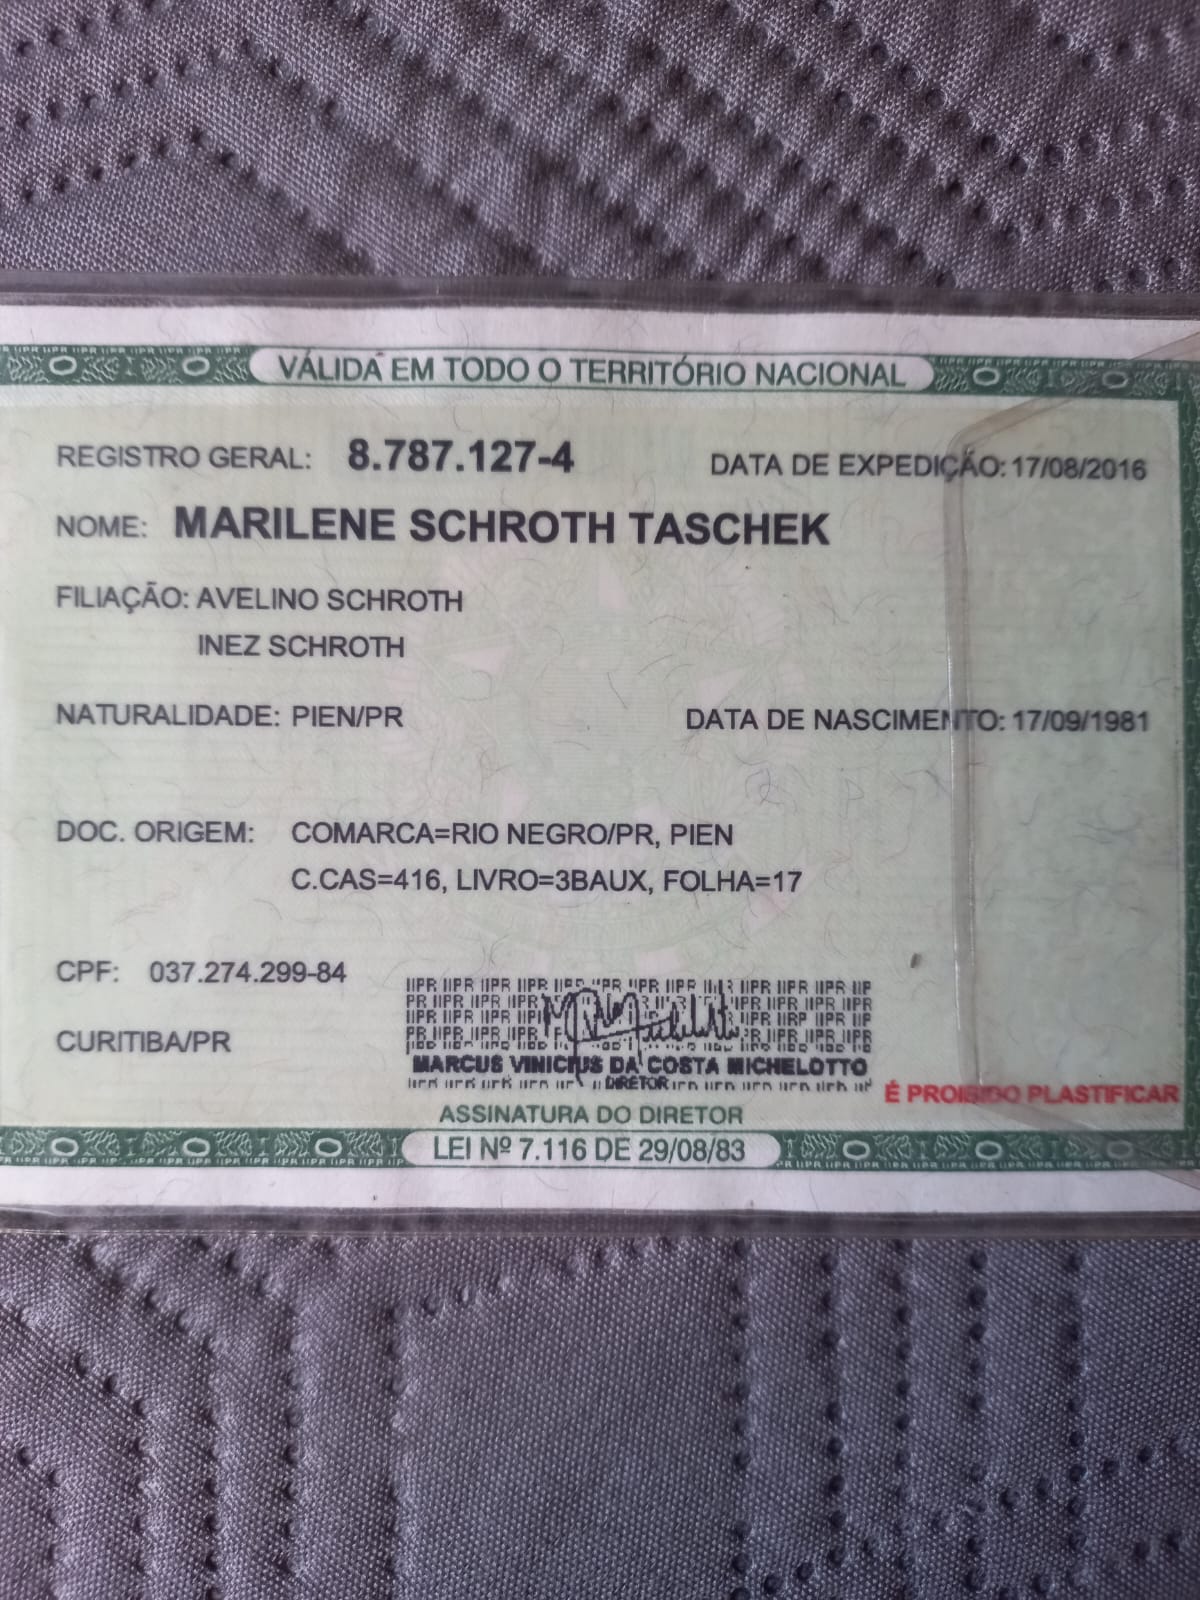 VÁLIDA EM TODO O TERRITÓRIO NACIONAL
REGISTRO GERAL: 8.787.127-4 DATA DE EXPEDIÇÃO: 17/08/2016
NOME: MARILENE SCHROTH TASCHEK
FILIAÇÃO: AVELINO SCHROTH
INEZ SCHROTH
NATURALIDADE: PIEN/PR DATA DE NASCIMENTO: 17/09/1981
DOC. ORIGEM: COMARCA=RIO NEGRO/PR, PIEN
C.CAS=416, LIVRO=3BAUX, FOLHA=17
CPF: 037.274.299-84
CURITIBA/PR
MARCUS VINICIUS DA COSTA MICHELOTTO
DIRETOR
É PROIBIDO PLASTIFICAR
ASSINATURA DO DIRETOR
LEI Nº 7.116 DE 29/08/83